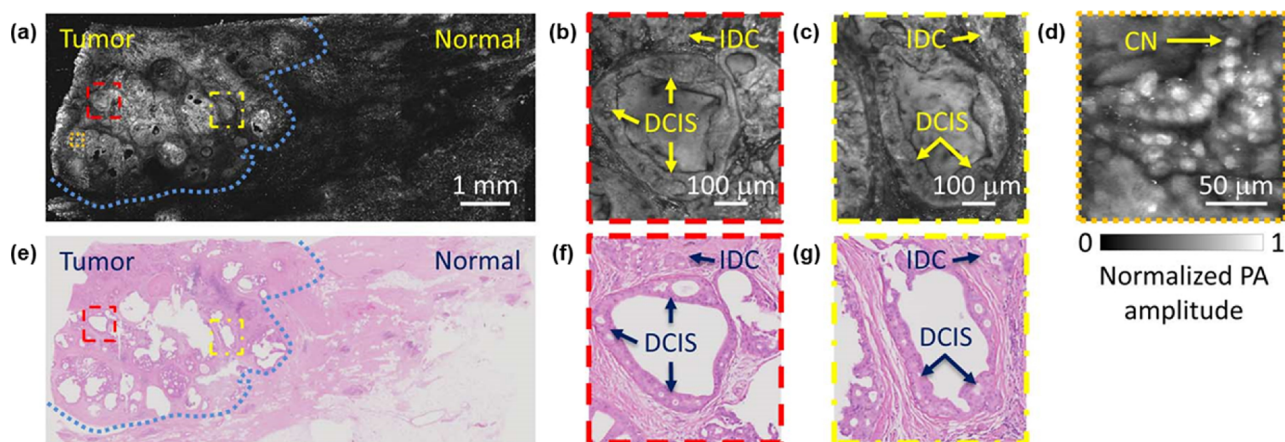 (a) Tumor Normal
1 mm
(b) IDC
DCIS
100 μm
(c) IDC
DCIS
100 μm
(d) CN
50 μm
0 1
Normalized PA
amplitude
(e) Tumor Normal
(f) IDC
DCIS
(g) IDC
DCIS